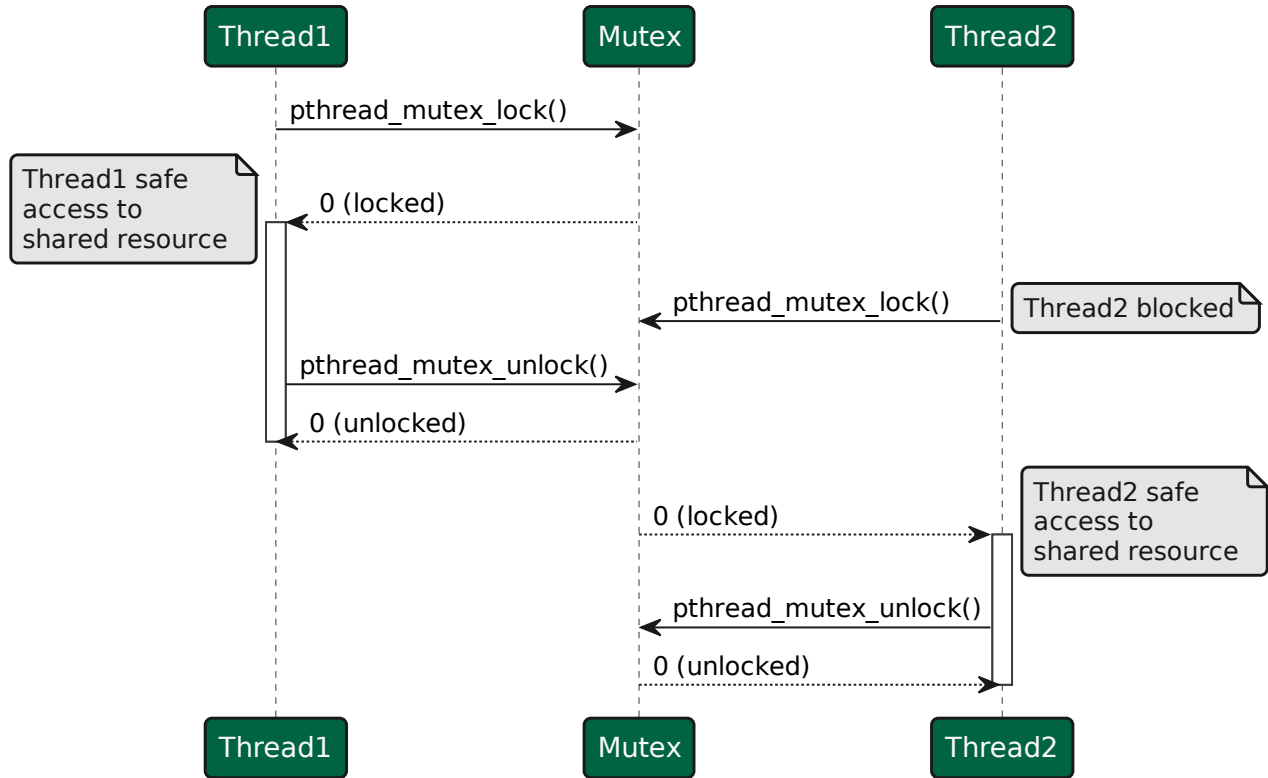 Thread1
Mutex
Thread2
pthread_mutex_lock()
Thread1 safe
access to
shared resource
0 (locked)
pthread_mutex_lock()
Thread2 blocked
pthread_mutex_unlock()
0 (unlocked)
Thread2 safe
access to
shared resource
0 (locked)
pthread_mutex_unlock()
0 (unlocked)
Thread1
Mutex
Thread2